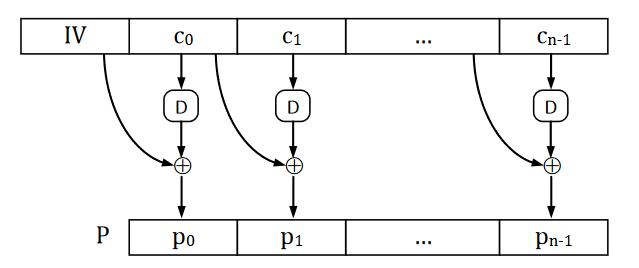 IV c₀ c₁ ... cₙ₋₁
D D D
P p₀ p₁ ... pₙ₋₁